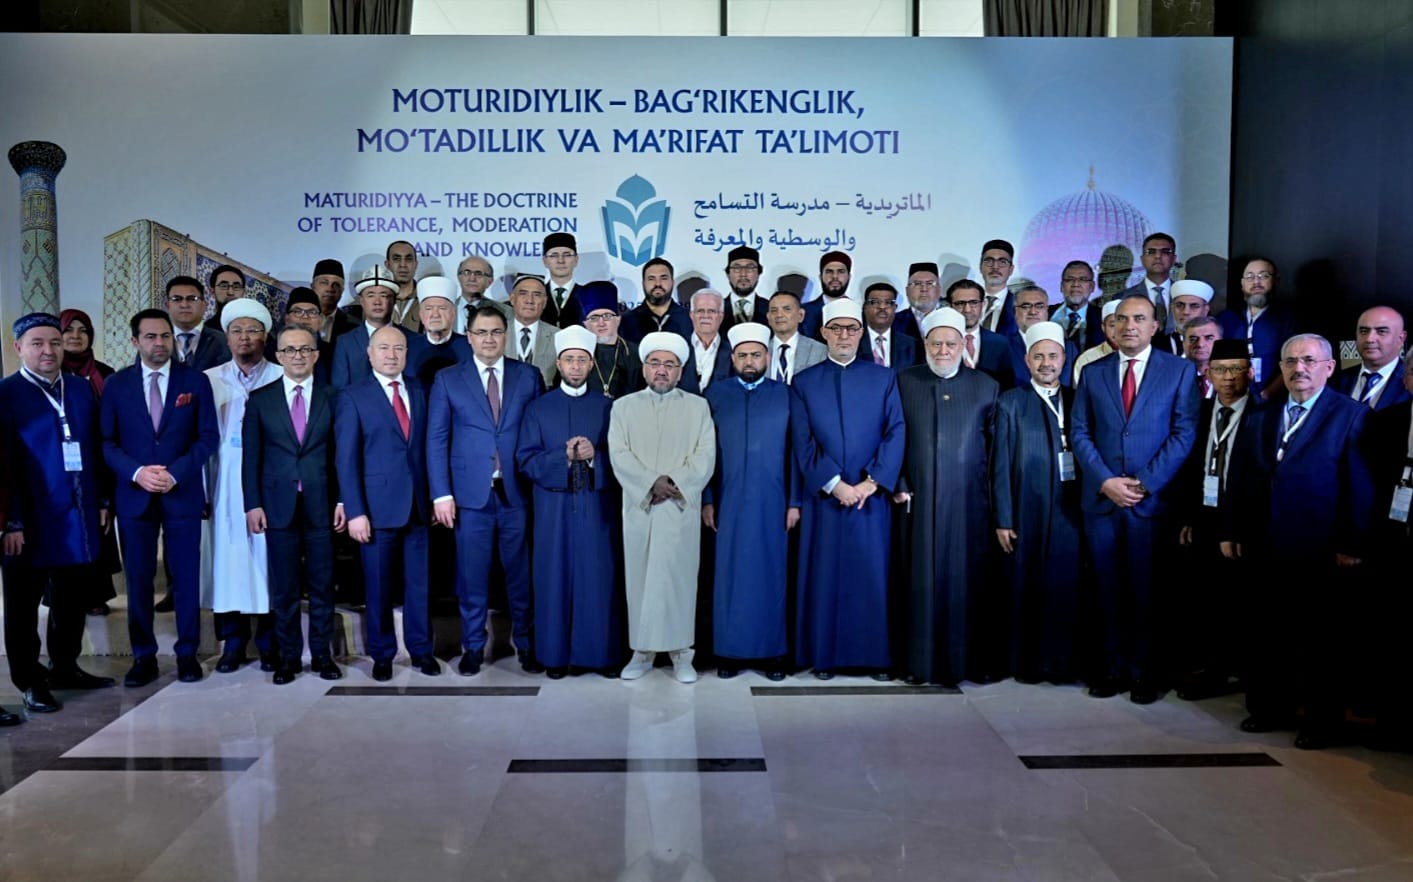 MOTURIDIYLIK – BAG‘RIKENGLIK,
MO‘TADILLIK VA MA’RIFAT TA’LIMOTI
MATURIDIYYA – THE DOCTRINE
OF TOLERANCE, MODERATION
AND
الماتريدية – مدرسة التسامح
والوسطية والمعرفة